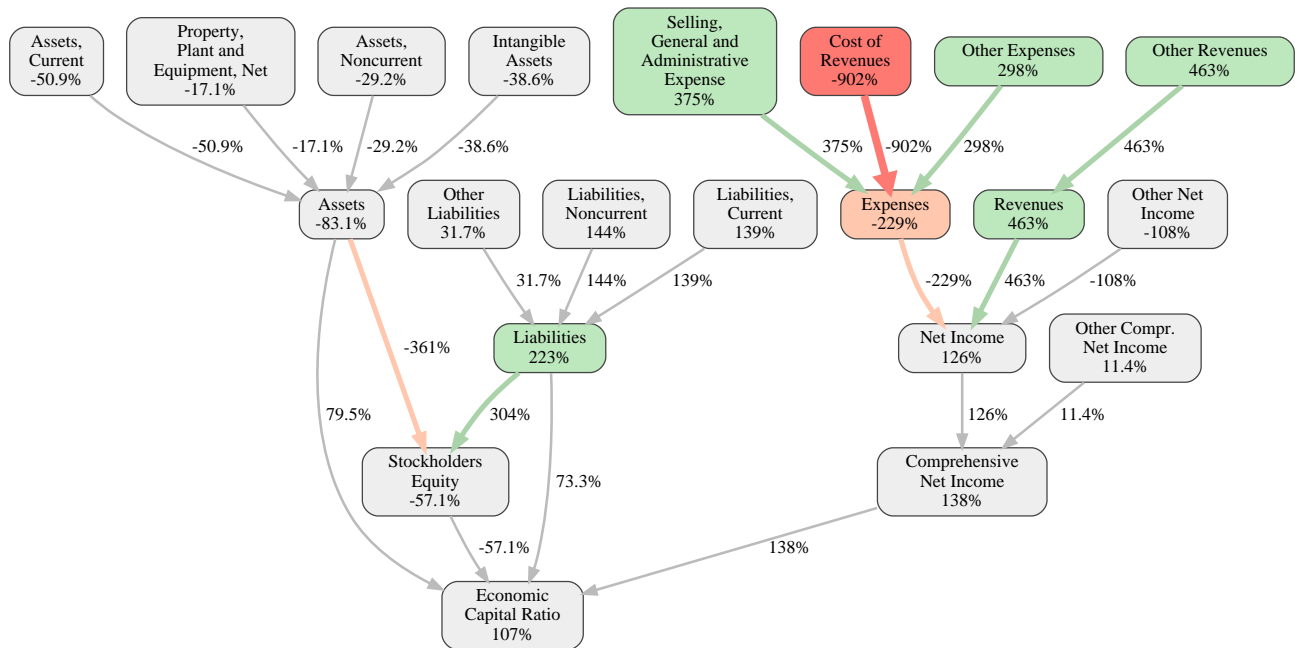 Assets,
Current
-50.9%
Property,
Plant and
Equipment, Net
-17.1%
Assets,
Noncurrent
-29.2%
Intangible
Assets
-38.6%
Selling,
General and
Administrative
Expense
375%
Cost of
Revenues
-902%
Other Expenses
298%
Other Revenues
463%
-50.9%
-17.1%
-29.2%
-38.6%
375%
-902%
298%
463%
Assets
-83.1%
Other
Liabilities
31.7%
Liabilities,
Noncurrent
144%
Liabilities,
Current
139%
Expenses
-229%
Revenues
463%
Other Net
Income
-108%
31.7%
144%
139%
-229%
463%
-108%
-361%
Liabilities
223%
Net Income
126%
Other Compr.
Net Income
11.4%
79.5%
304%
126%
11.4%
Stockholders
Equity
-57.1%
73.3%
Comprehensive
Net Income
138%
-57.1%
138%
Economic
Capital Ratio
107%